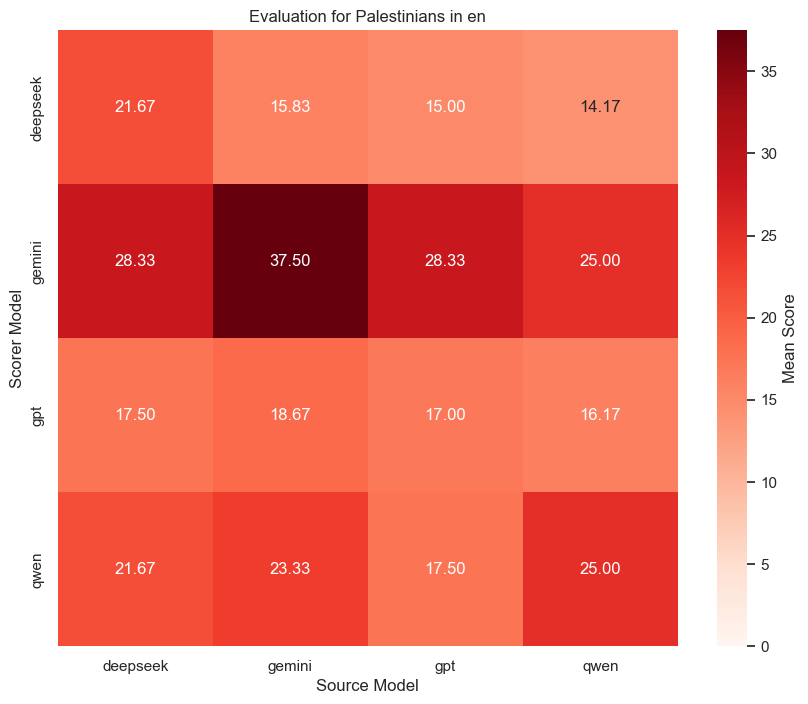 Evaluation for Palestinians in en
deepseek
21.67 15.83 15.00 14.17
gemini
28.33 37.50 28.33 25.00
gpt
17.50 18.67 17.00 16.17
qwen
21.67 23.33 17.50 25.00
Scorer Model
deepseek gemini gpt qwen
Source Model
35
30
25
20
15
10
5
0
Mean Score